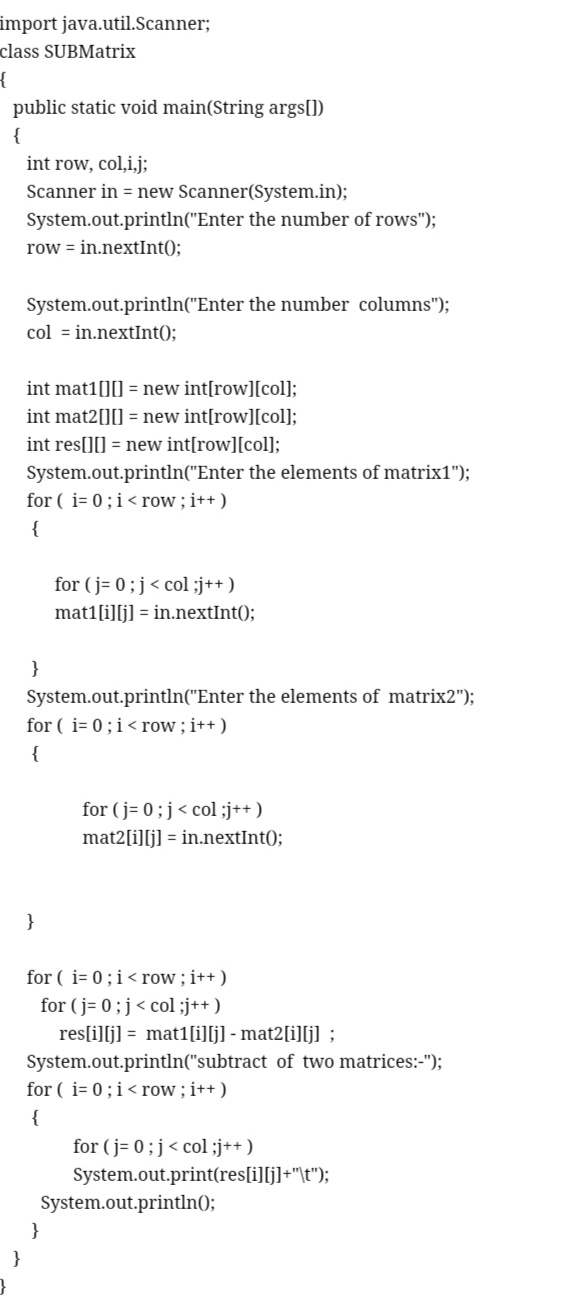 import java.util.Scanner;
class SUBMatrix
{
public static void main(String args[])
{
int row, col,i,j;
Scanner in = new Scanner(System.in);
System.out.println("Enter the number of rows");
row = in.nextInt();
System.out.println("Enter the number  columns");
col  = in.nextInt();
int mat1[][] = new int[row][col];
int mat2[][] = new int[row][col];
int res[][] = new int[row][col];
System.out.println("Enter the elements of matrix1");
for (  i= 0 ; i < row ; i++ )
{
for ( j= 0 ; j < col ;j++ )
mat1[i][j] = in.nextInt();
}
System.out.println("Enter the elements of  matrix2");
for (  i= 0 ; i < row ; i++ )
{
for ( j= 0 ; j < col ;j++ )
mat2[i][j] = in.nextInt();
}
for (  i= 0 ; i < row ; i++ )
for ( j= 0 ; j < col ;j++ )
res[i][j] =  mat1[i][j] - mat2[i][j]  ;
System.out.println("subtract  of  two matrices:-");
for (  i= 0 ; i < row ; i++ )
{
for ( j= 0 ; j < col ;j++ )
System.out.print(res[i][j]+"\t");
System.out.println();
}
}
}